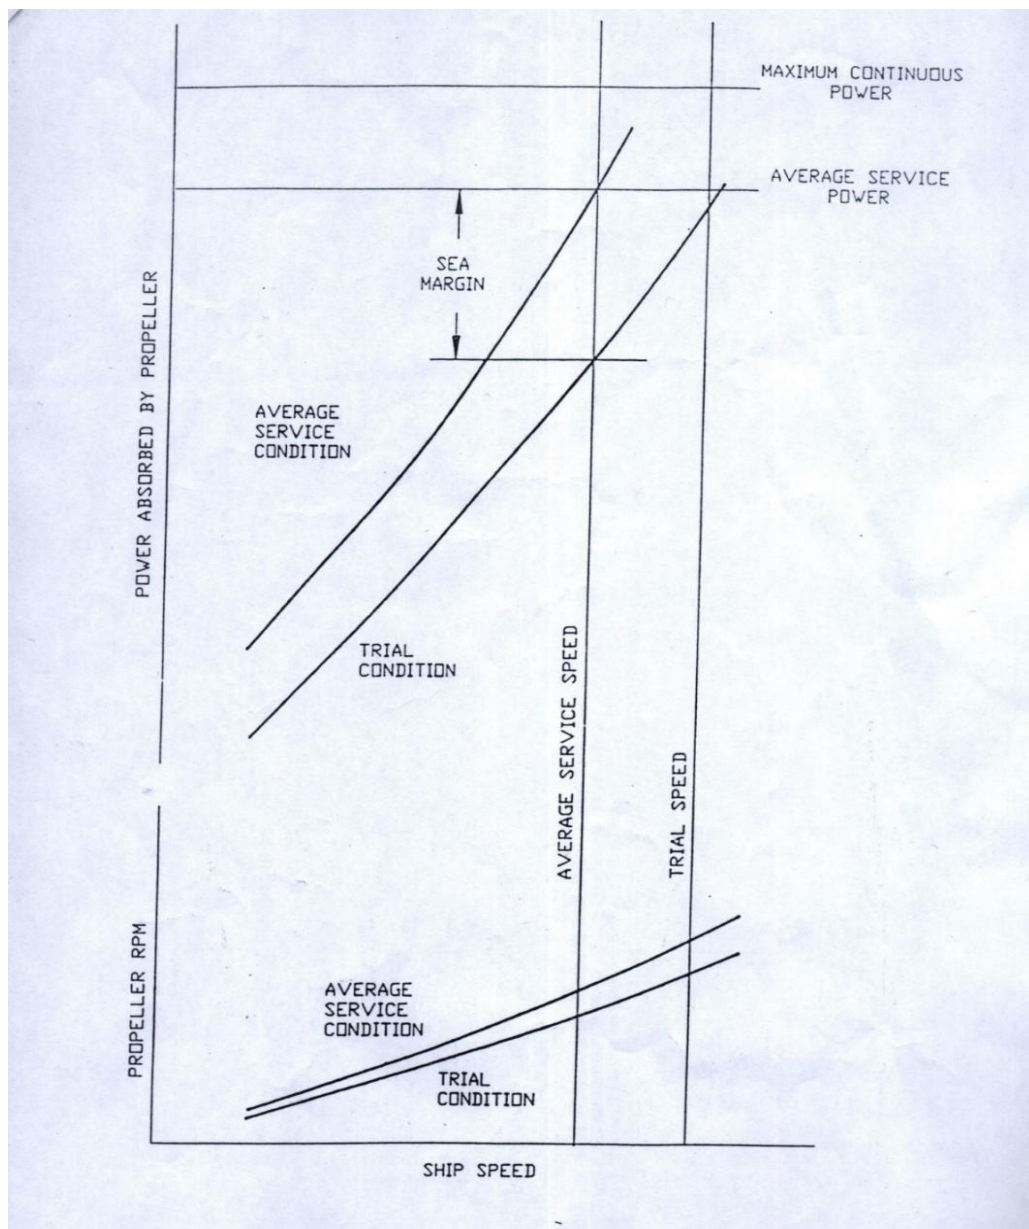 MAXIMUM CONTINUOUS
POWER
AVERAGE SERVICE
POWER
SEA
MARGIN
POWER ABSORBED BY PROPELLER
AVERAGE
SERVICE
CONDITION
TRIAL
CONDITION
AVERAGE SERVICE SPEED
TRIAL SPEED
PROPELLER RPM
AVERAGE
SERVICE
CONDITION
TRIAL
CONDITION
SHIP SPEED